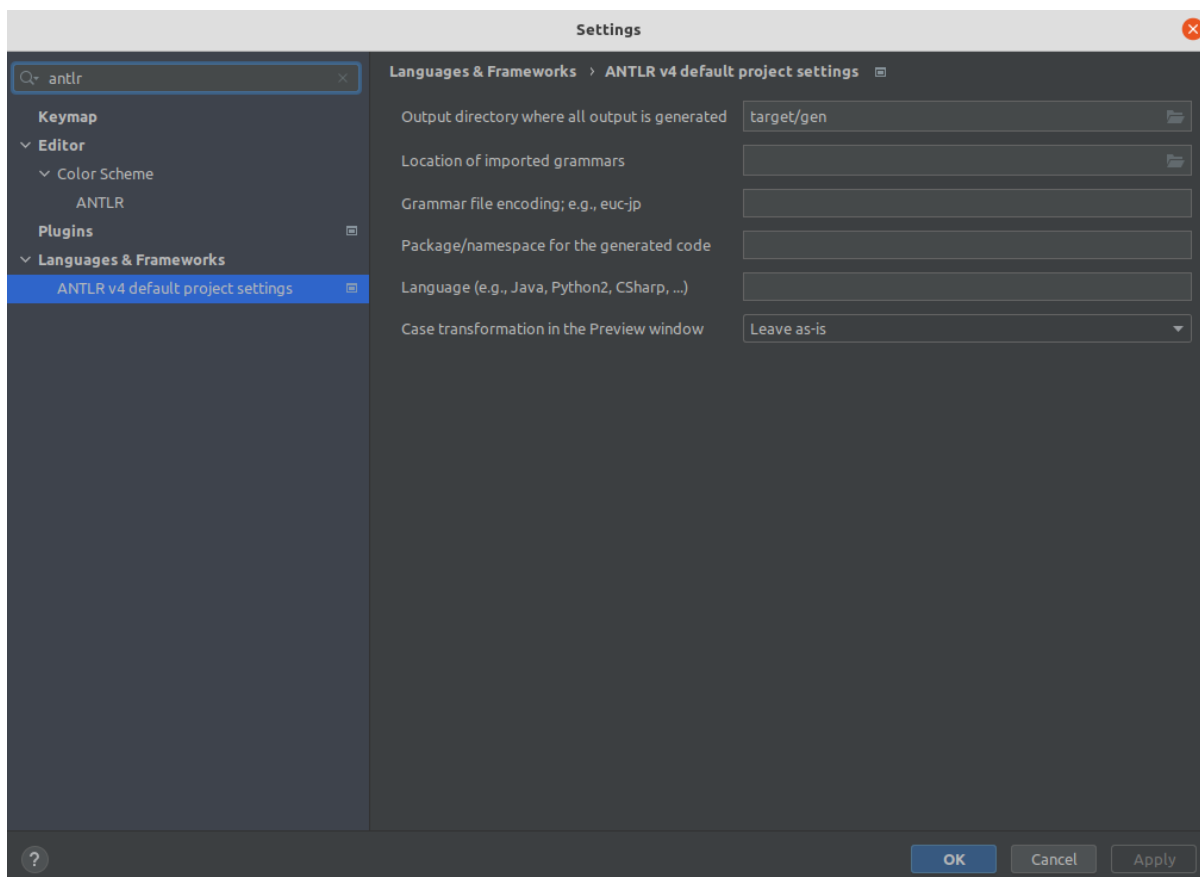 Settings
antlr
Keymap
Editor
Color Scheme
ANTLR
Plugins
Languages & Frameworks
ANTLR v4 default project settings
Languages & Frameworks › ANTLR v4 default project settings
Output directory where all output is generated target/gen
Location of imported grammars
Grammar file encoding; e.g., euc-jp
Package/namespace for the generated code
Language (e.g., Java, Python2, CSharp, ...)
Case transformation in the Preview window Leave as-is
? OK Cancel Apply